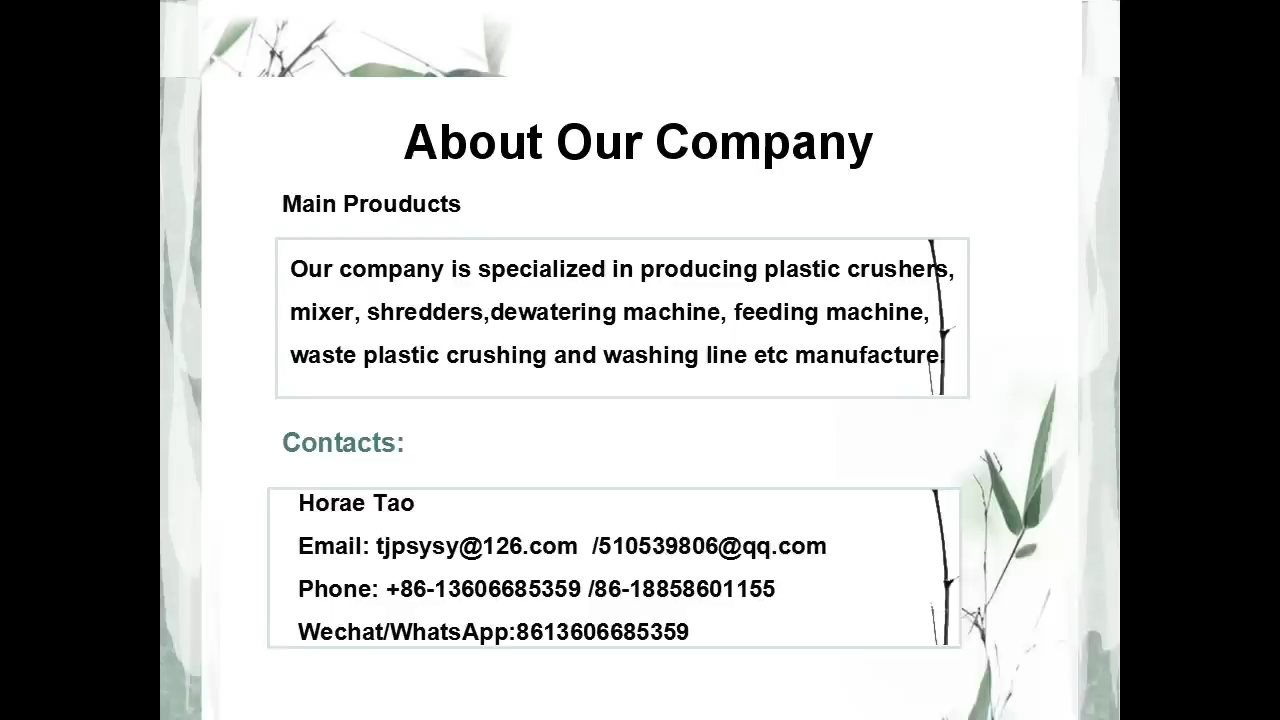 About Our Company
Main Prouducts
Our company is specialized in producing plastic crushers,
mixer, shredders,dewatering machine, feeding machine,
waste plastic crushing and washing line etc manufacture.
Contacts:
Horae Tao
Email: tjpsysy@126.com  /510539806@qq.com
Phone: +86-13606685359 /86-18858601155
Wechat/WhatsApp:8613606685359